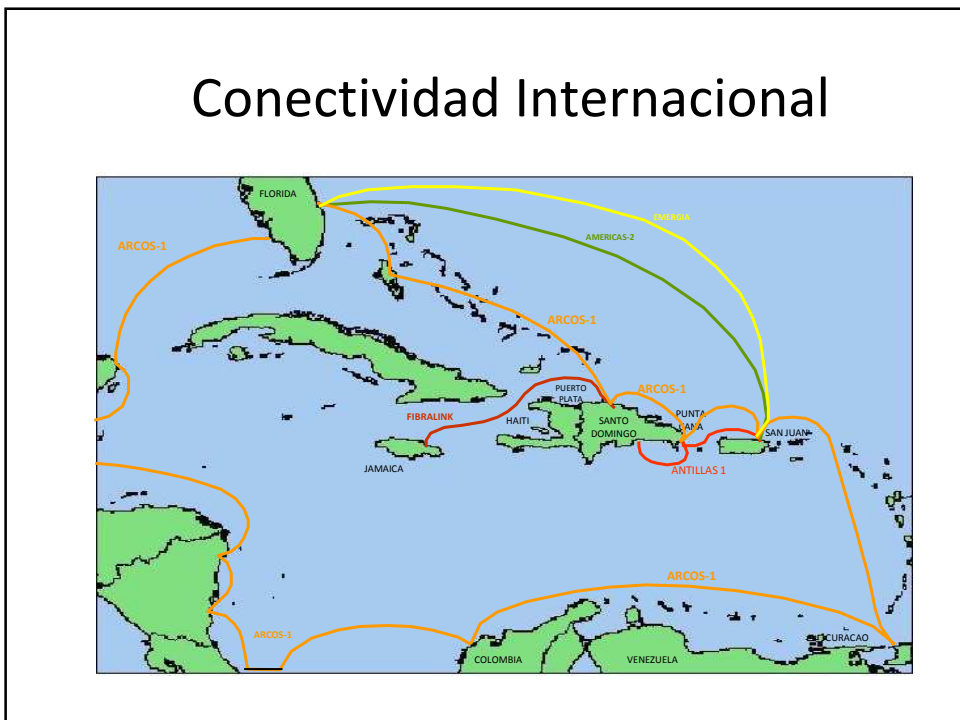 Conectividad Internacional
FLORIDA
EMERGIA
ARCOS-1
AMERICAS-2
ARCOS-1
PUERTO
PLATA
ARCOS-1
FIBRALINK
HAITI
SANTO
DOMINGO
PUNTA
CANA
SAN JUAN
JAMAICA
ANTILLAS 1
ARCOS-1
ARCOS-1
CURACAO
COLOMBIA
VENEZUELA